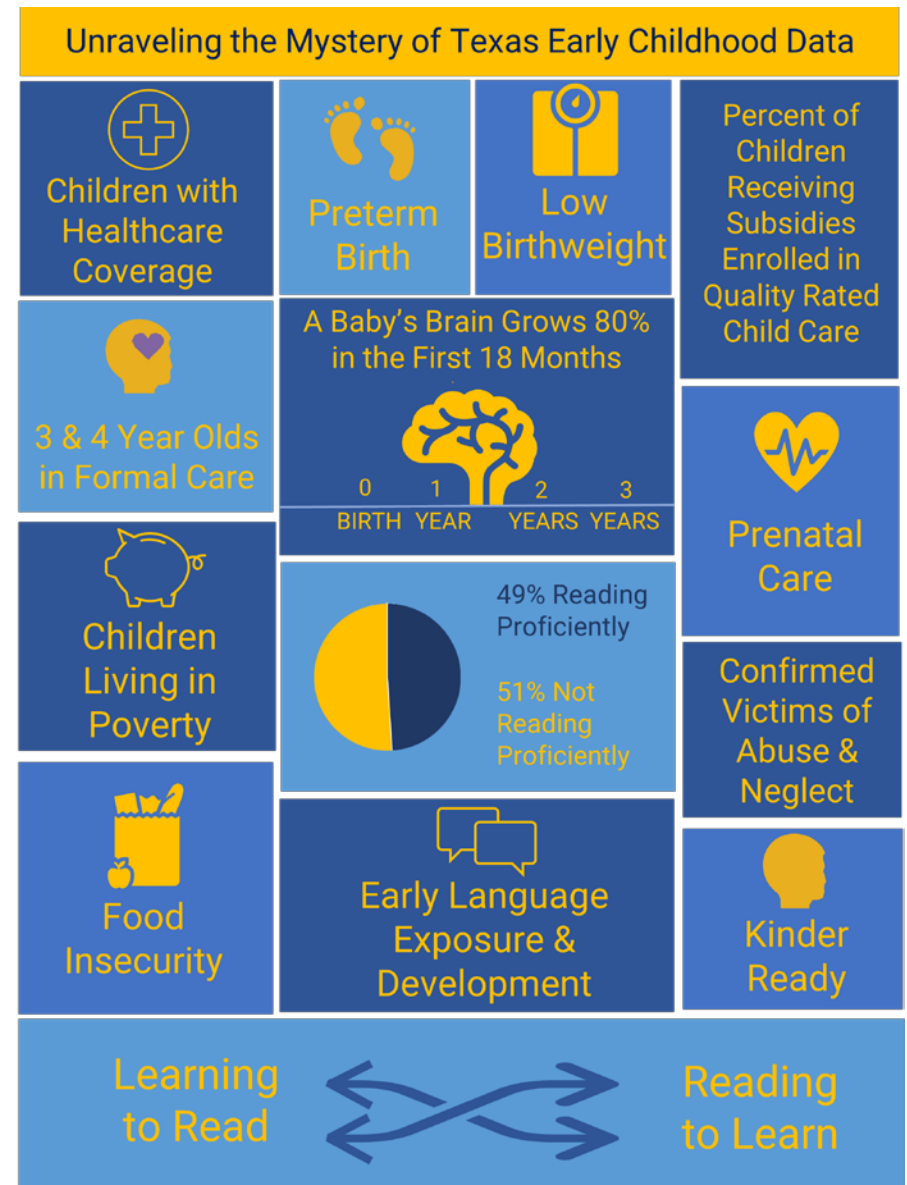 Unraveling the Mystery of Texas Early Childhood Data
Children with
Healthcare
Coverage
Preterm
Birth
Low
Birthweight
Percent of
Children
Receiving
Subsidies
Enrolled in
Quality Rated
Child Care
3 & 4 Year Olds
in Formal Care
A Baby's Brain Grows 80%
in the First 18 Months
0 1 2 3
BIRTH YEAR YEARS YEARS
Prenatal
Care
Children
Living in
Poverty
49% Reading
Proficiently
51% Not
Reading
Proficiently
Confirmed
Victims of
Abuse &
Neglect
Food
Insecurity
Early Language
Exposure &
Development
Kinder
Ready
Learning
to Read
Reading
to Learn